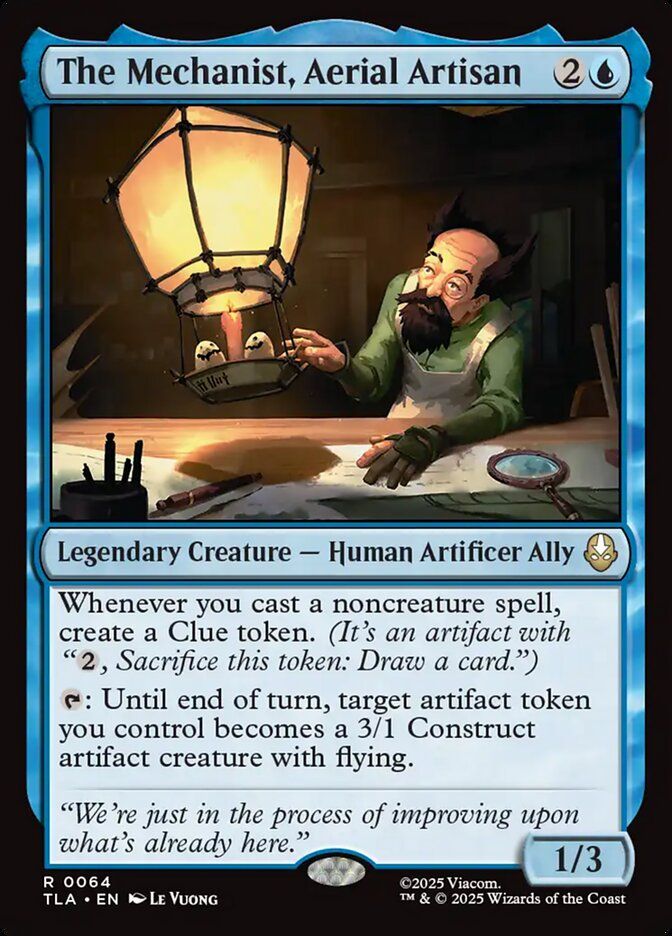 The Mechanist, Aerial Artisan 2
Legendary Creature — Human Artificer Ally
Whenever you cast a noncreature spell,
create a Clue token. (It's an artifact with
“2, Sacrifice this token: Draw a card.”)
: Until end of turn, target artifact token
you control becomes a 3/1 Construct
artifact creature with flying.
“We're just in the process of improving upon
what's already here.”
1/3
R 0064
TLA • EN Le Vuong
©2025 Viacom.
™ & © 2025 Wizards of the Coast